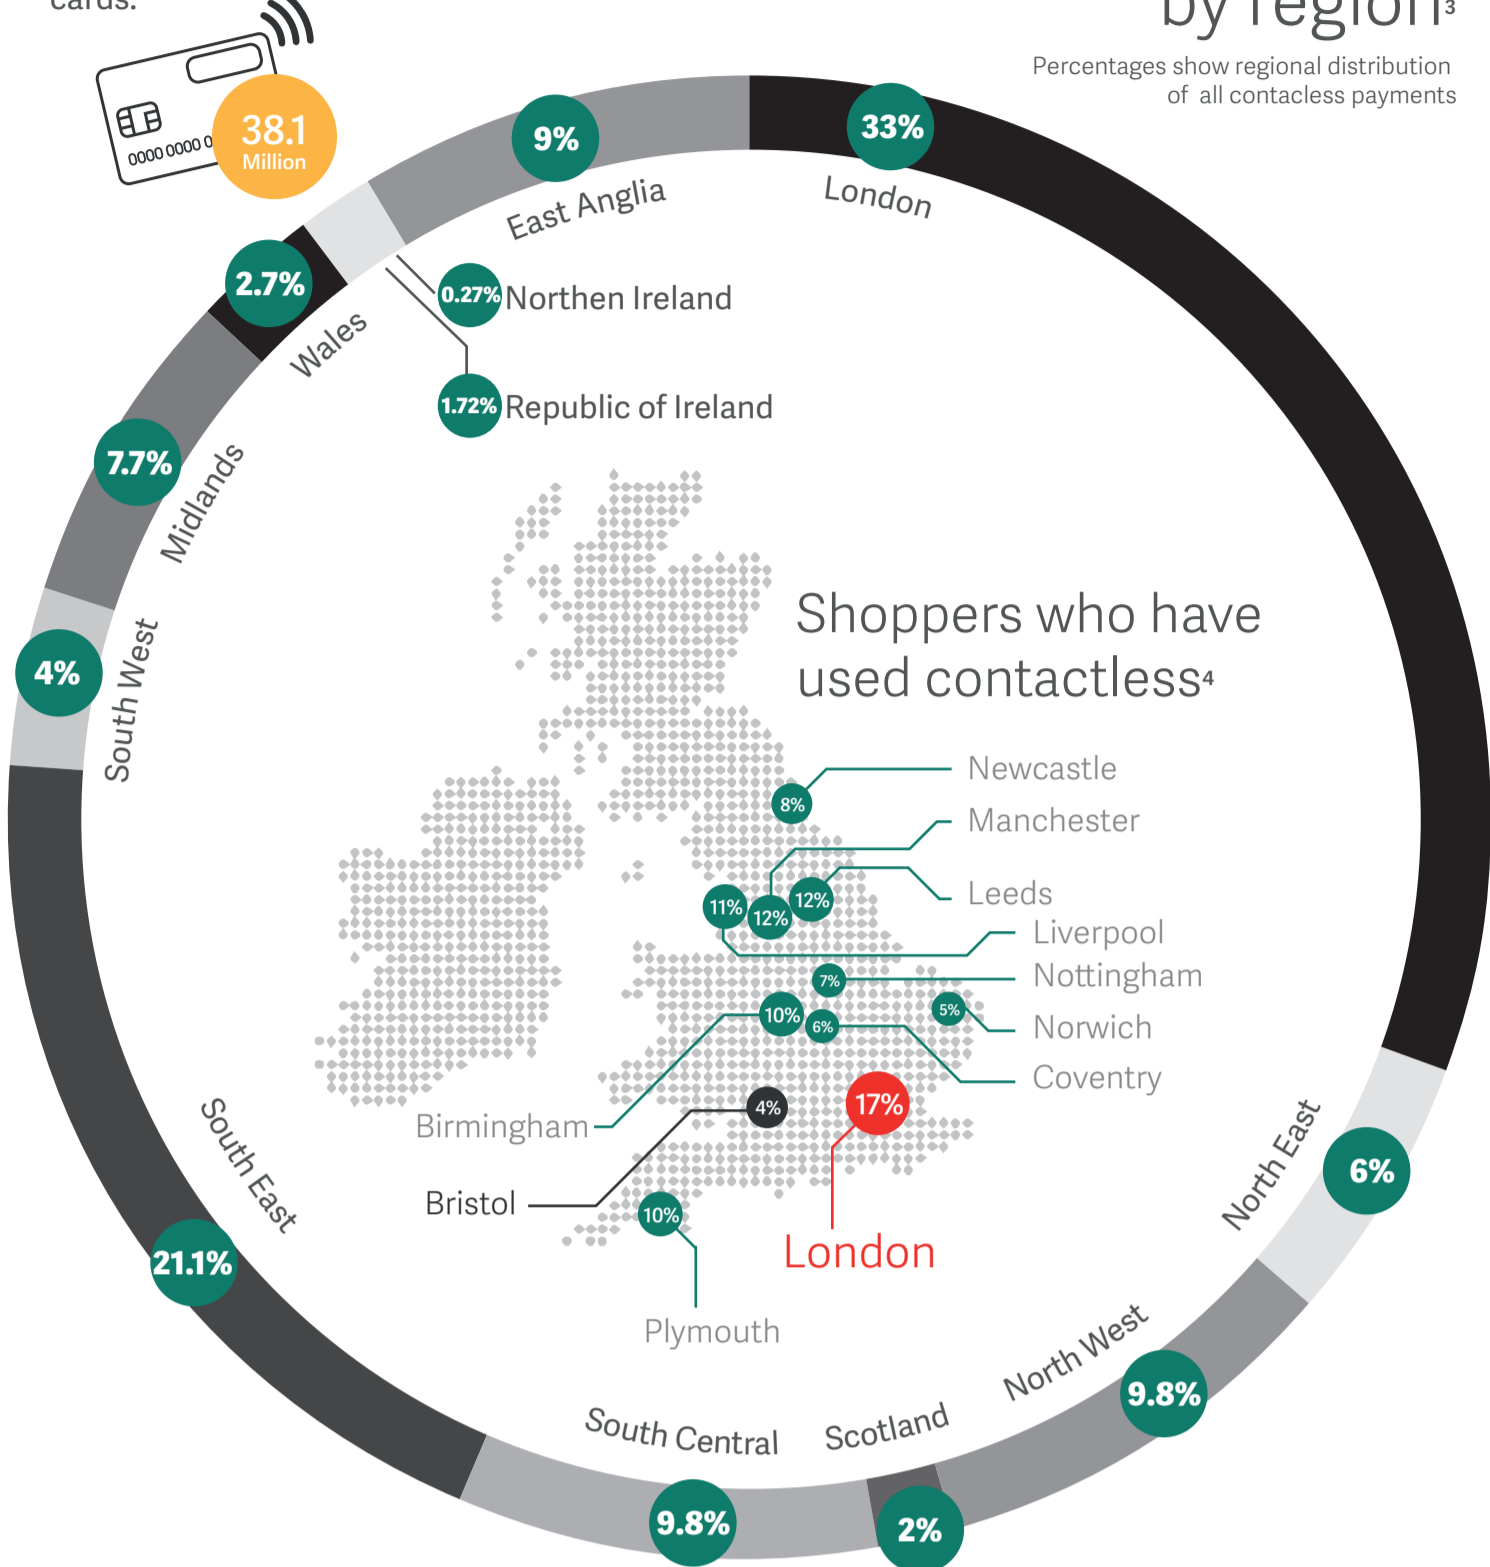 cards.
by region³
Percentages show regional distribution
of all contacless payments
0000 0000 0
38.1
Million
33%
London
6%
North East
9.8%
North West
2%
Scotland
9.8%
South Central
21.1%
South East
4%
South West
7.7%
Midlands
2.7%
Wales
9%
East Anglia
0.27% Northen Ireland
1.72% Republic of Ireland
Shoppers who have
used contactless⁴
8%
Newcastle
12%
Manchester
12%
Leeds
11%
Liverpool
7%
Nottingham
5%
Norwich
6%
Coventry
10%
Birmingham
4%
Bristol
17%
London
10%
Plymouth